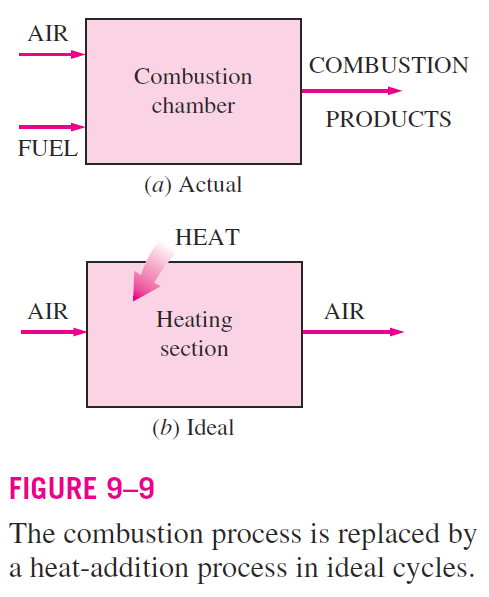 AIR
COMBUSTION
Combustion
chamber
PRODUCTS
FUEL
(a) Actual
HEAT
AIR
AIR
Heating
section
(b) Ideal
FIGURE 9–9
The combustion process is replaced by
a heat-addition process in ideal cycles.